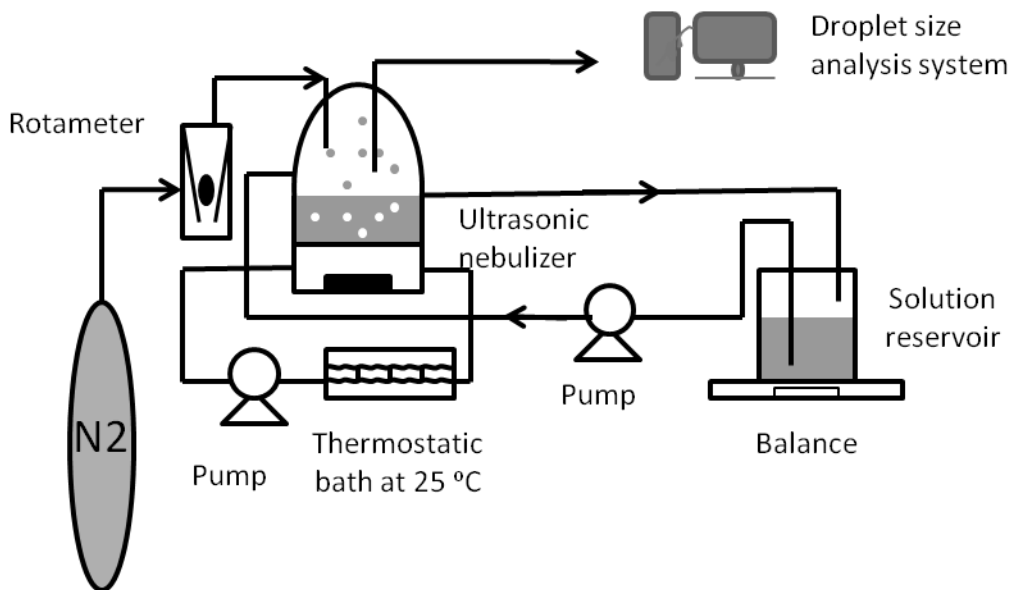 Droplet size
analysis system
Rotameter
Ultrasonic
nebulizer
Solution
reservoir
Pump
N2
Thermostatic
bath at 25 ºC
Balance
Pump